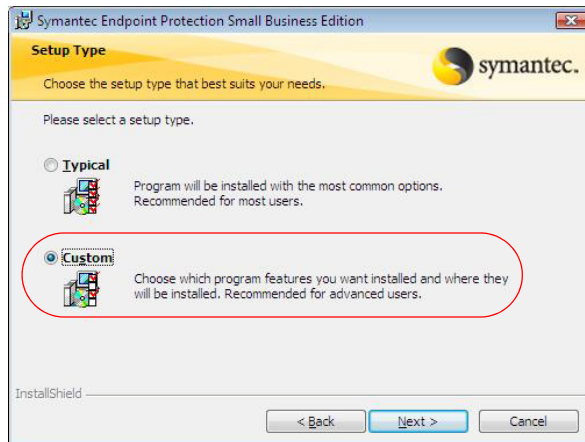 Symantec Endpoint Protection Small Business Edition
Setup Type
Choose the setup type that best suits your needs.
symantec.
Please select a setup type.
Typical
Program will be installed with the most common options.
Recommended for most users.
Custom
Choose which program features you want installed and where they
will be installed. Recommended for advanced users.
InstallShield
< Back
Next >
Cancel